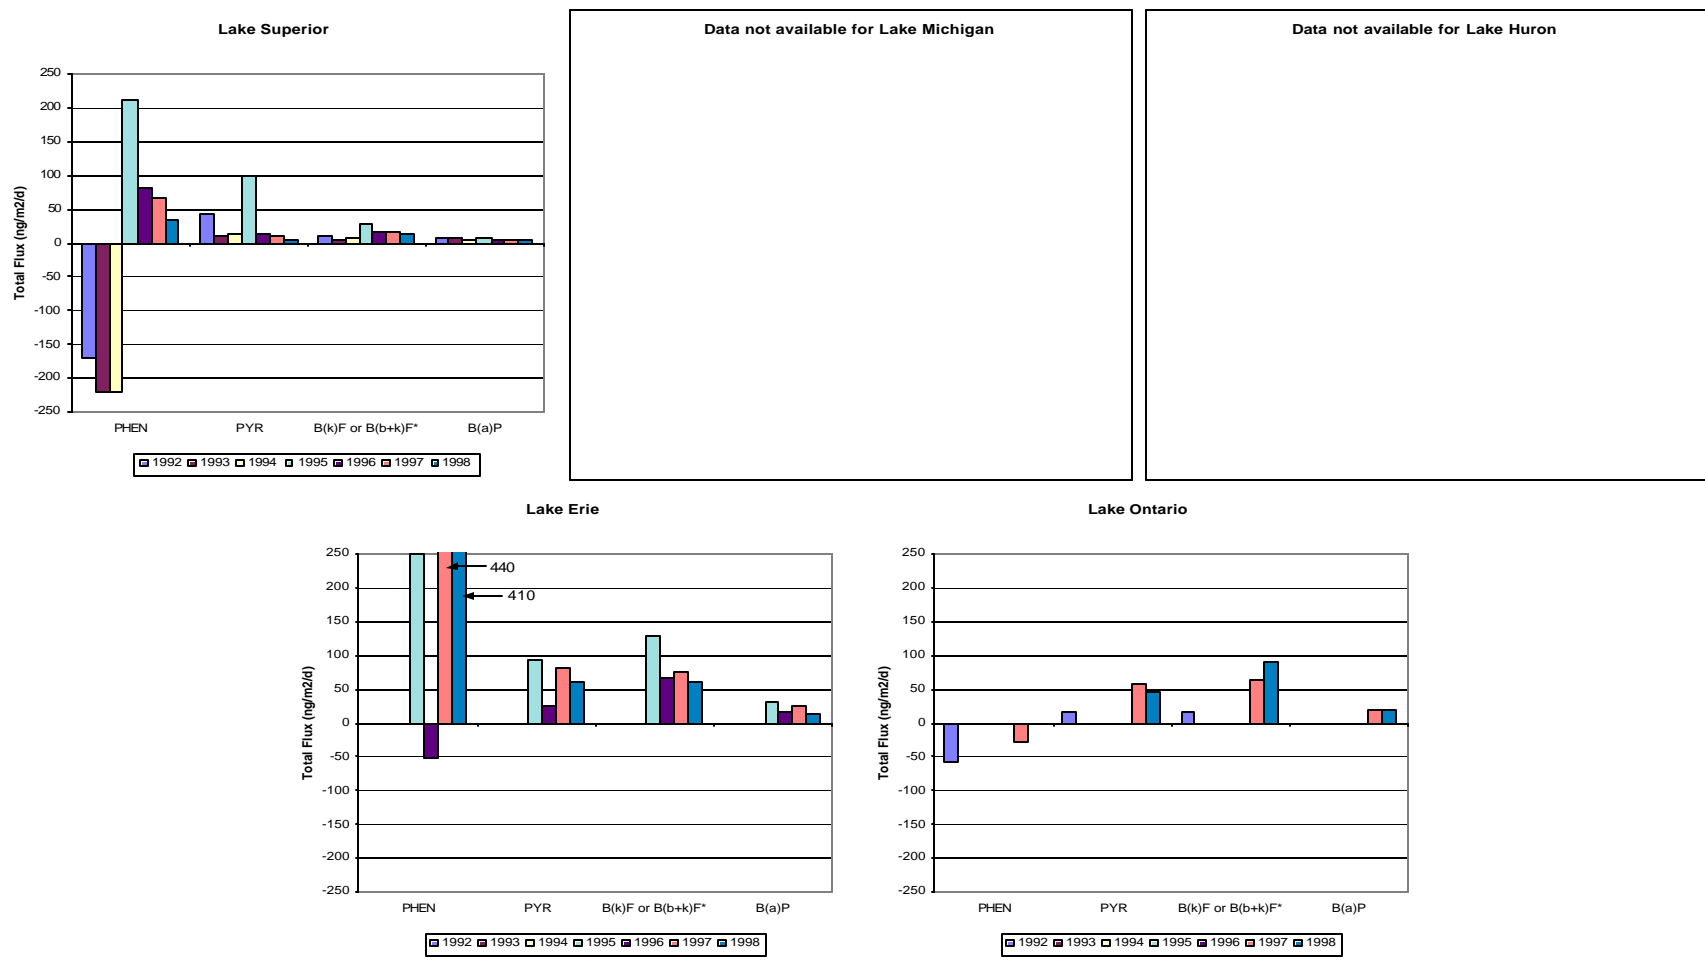 Lake Superior
250
200
150
100
50
0
-50
-100
-150
-200
-250
Total Flux (ng/m2/d)
PHEN PYR B(k)F or B(b+k)F* B(a)P
1992 1993 1994 1995 1996 1997 1998
Data not available for Lake Michigan
Data not available for Lake Huron
Lake Erie
250
200
150
100
50
0
-50
-100
-150
-200
-250
Total Flux (ng/m2/d)
440
410
PHEN PYR B(k)F or B(b+k)F* B(a)P
1992 1993 1994 1995 1996 1997 1998
Lake Ontario
250
200
150
100
50
0
-50
-100
-150
-200
-250
Total Flux (ng/m2/d)
PHEN PYR B(k)F or B(b+k)F* B(a)P
1992 1993 1994 1995 1996 1997 1998